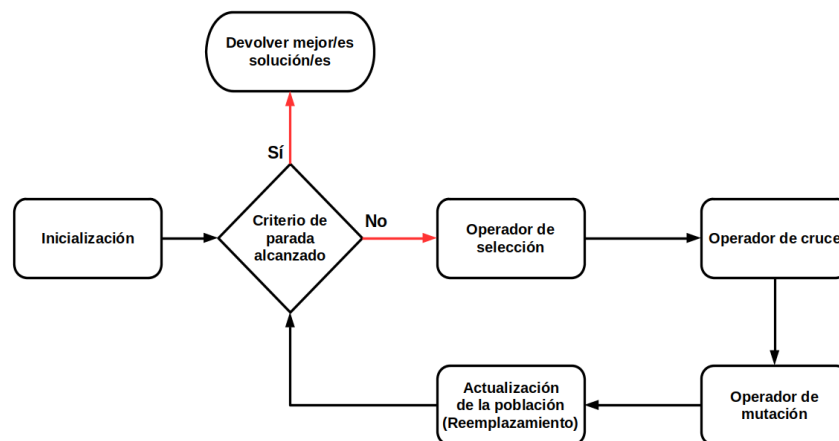 Devolver mejor/es
solución/es
Sí
No
Inicialización
Criterio de
parada
alcanzado
Operador de
selección
Operador de cruce
Actualización
de la población
(Reemplazamiento)
Operador de
mutación